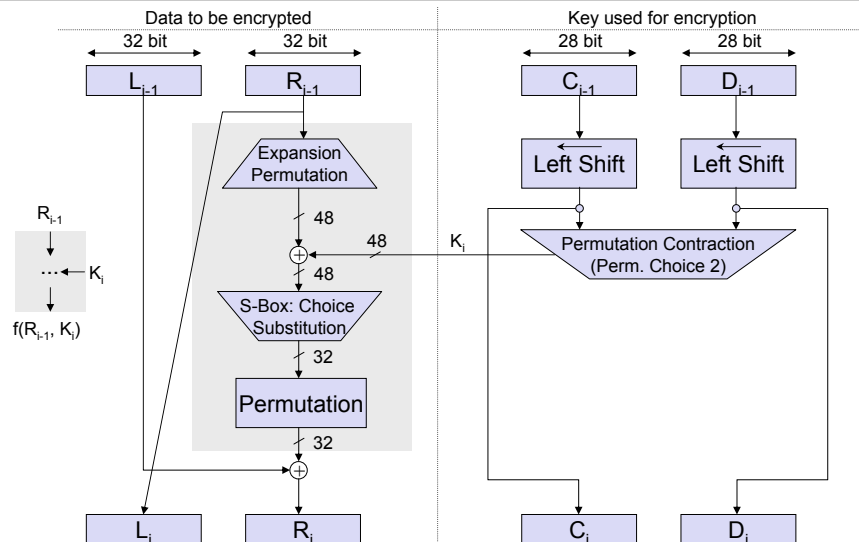 Data to be encrypted
Key used for encryption
32 bit
32 bit
28 bit
28 bit
L i-1
R i-1
C i-1
D i-1
Expansion
Permutation
Left Shift
Left Shift
48
R i-1
48
K i
Permutation Contraction
(Perm. Choice 2)
+
...
K i
48
f(R i-1, K i)
S-Box: Choice
Substitution
32
Permutation
32
+
L i
R i
C i
D i